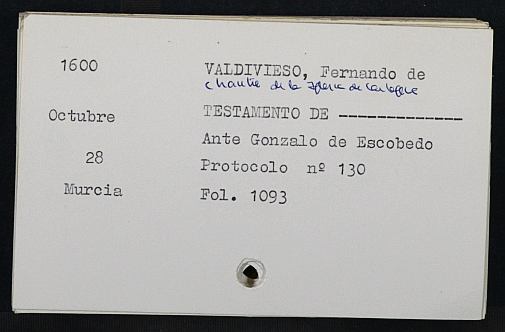 1600
VALDIVIESO, Fernando de
chantre de la Iglesia de Cartagena
Octubre
TESTAMENTO DE -------------
Ante Gonzalo de Escobedo
28
Protocolo nº 130
Murcia
Fol. 1093